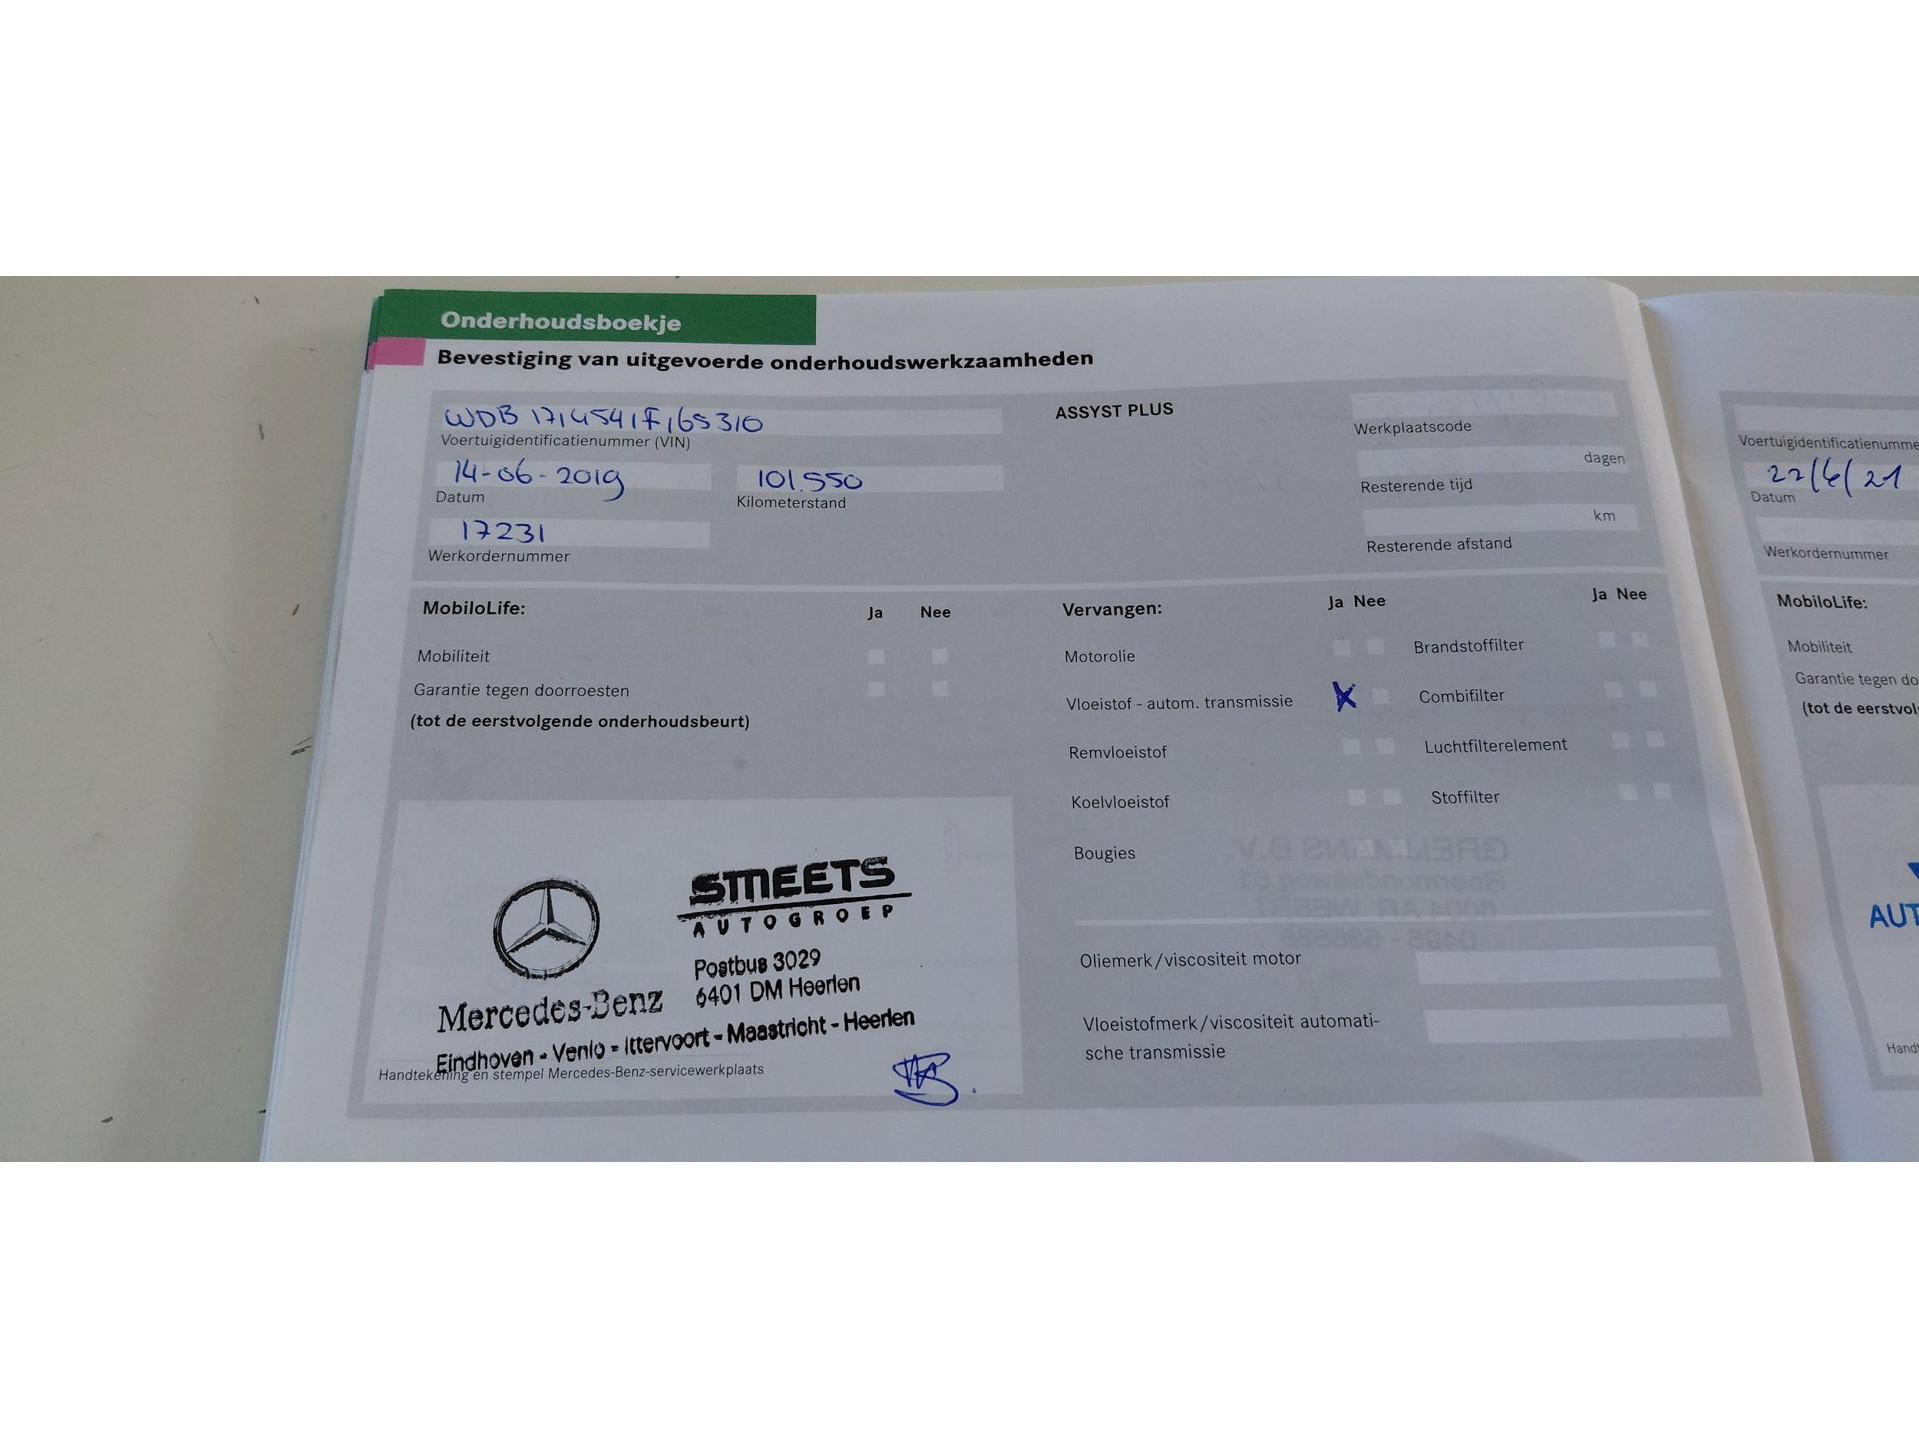 Onderhoudsboekje
Bevestiging van uitgevoerde onderhoudswerkzaamheden
WDB 1714541F165310
Voertuigidentificatienummer (VIN)
14-06-2019
Datum
101.550
Kilometerstand
17231
Werkordernummer
ASSYST PLUS
Werkplaatscode
dagen
Resterende tijd
km
Resterende afstand
MobiloLife:
Ja Nee
Mobiliteit
Garantie tegen doorroesten
(tot de eerstvolgende onderhoudsbeurt)
Vervangen:
Ja Nee
Ja Nee
Motorolie
Brandstoffilter
Vloeistof - autom. transmissie
X
Combifilter
Remvloeistof
Luchtfilterelement
Koelvloeistof
Stoffilter
Bougies
Oliemerk/viscositeit motor
Vloeistofmerk/viscositeit automati-
sche transmissie
SMEETS
AUTOGROEP
Postbus 3029
6401 DM Heerlen
Mercedes-Benz
Eindhoven - Venlo - Ittervoort - Maastricht - Heerlen
Handtekening en stempel Mercedes-Benz-servicewerkplaats
Voertuigidentificatienumme
22/6/21
Datum
Werkordernummer
MobiloLife:
Mobiliteit
Garantie tegen do
(tot de eerstvol
AUT
Hand